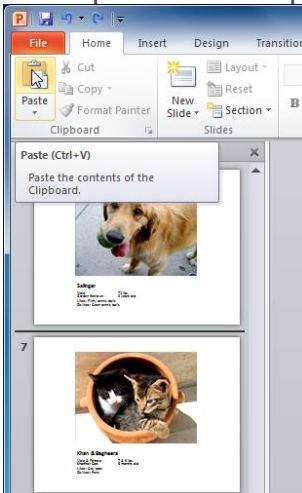 P
File Home Insert Design Transition
Paste
Cut
Copy
Format Painter
Clipboard
New
Slide
Layout
Reset
Section
Slides
B
Paste (Ctrl+V)
Paste the contents of the
Clipboard.
Salinger
7
Khan & Bagheera